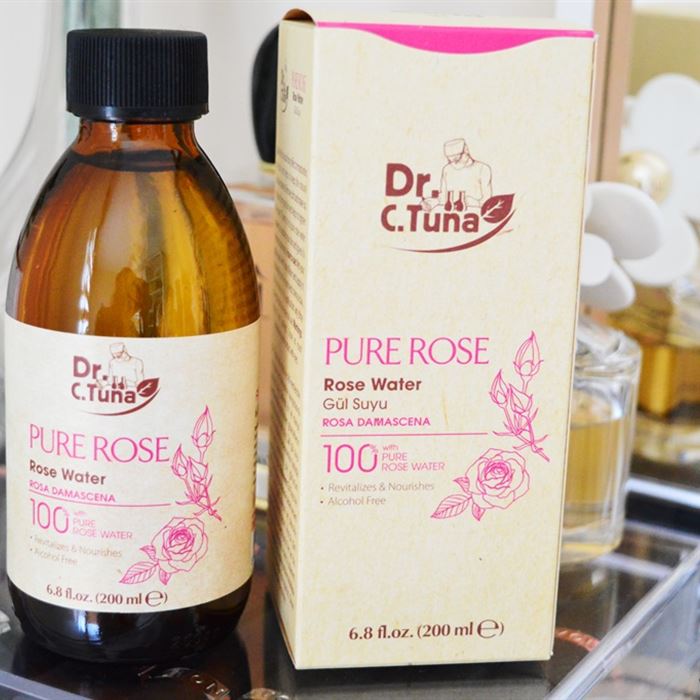 Dr.
C.Tuna
PURE ROSE
Rose Water
ROSA DAMASCENA
100% with
PURE
ROSE WATER
• Revitalizes & Nourishes
• Alcohol Free
6.8 fl.oz. (200 ml ℮)
Dr.
C.Tuna
PURE ROSE
Rose Water
Gül Suyu
ROSA DAMASCENA
100% with
PURE
ROSE WATER
• Revitalizes & Nourishes
• Alcohol Free
6.8 fl.oz. (200 ml ℮)